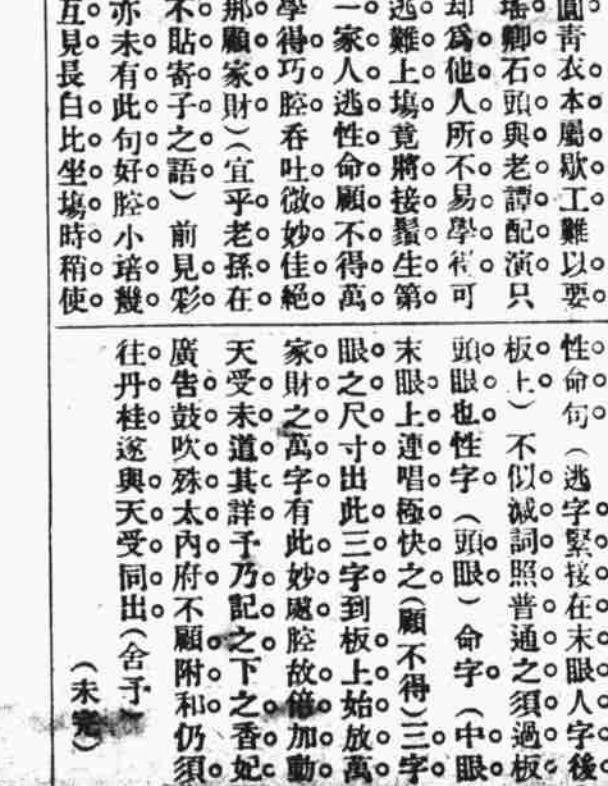 圓靑衣本屬歇工難以要
瑤卿石頭與老譚配演只
却爲他人所不易學得可
逃難上塲竟將接鬚生第
一家人逃性命顧不得萬
學得巧腔吞吐微妙佳絕
那顧家財）（宜乎老孫在
不貼寄子之語）前見彩
亦未有此句好腔小培幾
互見長白比坐塲時稍使
性命句（逃字緊接在末眼人字後
板上）不似减詞照普通之須過板
頭眼也性字（頭眼）命字（中眼
末眼上連唱極快之（顧不得）三字
眼之尺寸出此三字到板上始放萬
家財之萬字有此妙腔故倍加動
天受未道其詳予乃記之下之香妃
廣告鼓吹殊太內府不顧附和仍須
往丹桂遂與天受同出（舍予）
（未完）